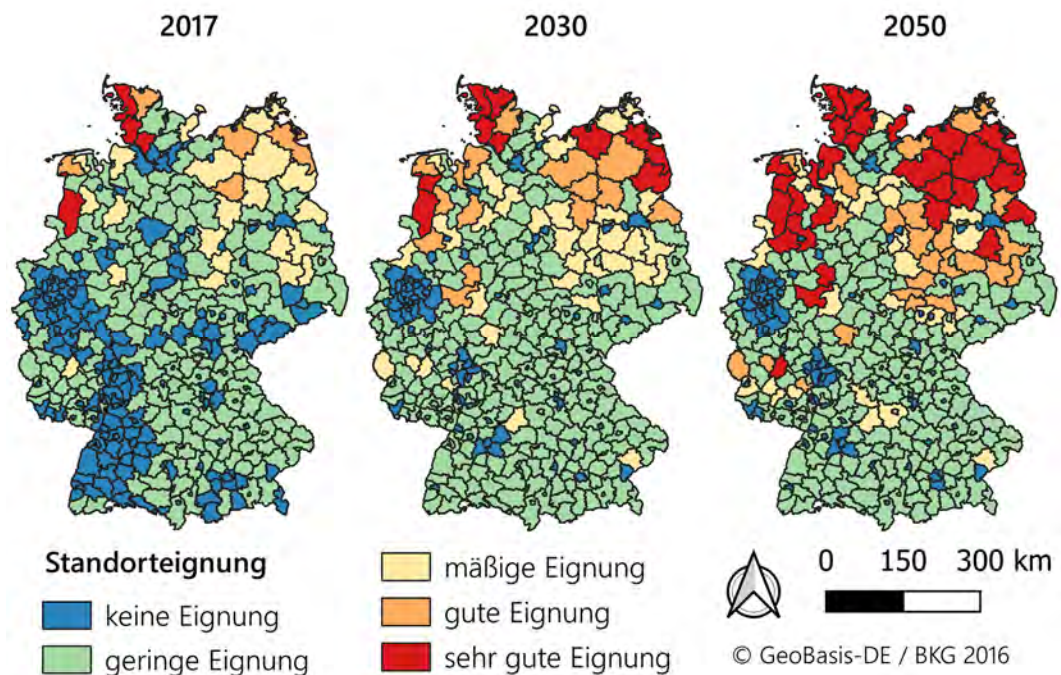 2017 2030 2050
Standorteignung
keine Eignung
geringe Eignung
mäßige Eignung
gute Eignung
sehr gute Eignung
0 150 300 km
© GeoBasis-DE / BKG 2016